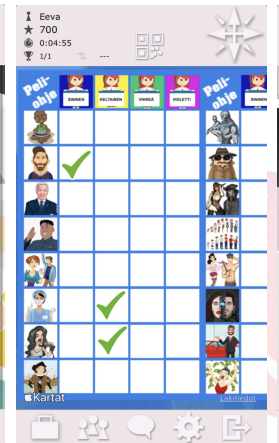 Eeva
700
0:04:55
1/1 ---
Peli-
ohje
SININEN
KELTAINEN
VIHREÄ
VIOLETTI
Peli-
ohje
SININEN
Kartat
Lakitiedot